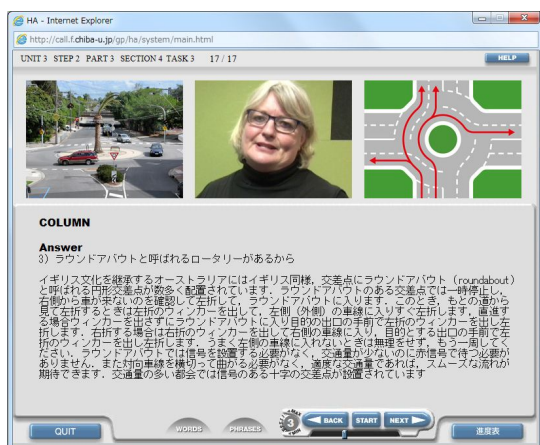 HA - Internet Explorer
http://call.f.chiba-u.jp/gp/ha/system/main.html
UNIT 3 STEP 2 PART 3 SECTION 4 TASK 3 17 / 17
HELP
COLUMN
Answer
3）ラウンドアバウトと呼ばれるロータリーがあるから
イギリス文化を継承するオーストラリアにはイギリス同様，交差点にラウンドアバウト（roundabout）
と呼ばれる円形交差点が数多く配置されています．ラウンドアバウトのある交差点では一時停止し，
右側から車が来ないのを確認して左折して，ラウンドアバウトに入ります．このとき，もとの道から
見て左折するときは左折のウィンカーを出して，左側（外側）の車線に入りすぐ左折します，直進す
る場合ウィンカーを出さずにラウンドアバウトに入り目的の出口の手前で左折のウィンカーを出し左
折します．右折する場合は右折のウィンカーを出して右側の車線に入り，目的とする出口の手前で左
折のウィンカーを出し左折します．うまく左側の車線に入れないときは無理をせず，もう一周してく
ださい．ラウンドアバウトでは信号を設置する必要がなく，交通量が少ないのに赤信号で待つ必要が
ありません．また対向車線を横切って曲がる必要がなく，適度な交通量であれば，スムーズな流れが
期待できます．交通量の多い都会では信号のある十字の交差点が設置されています
QUIT
WORDS
PHRASES
3
BACK
START
NEXT
進度表